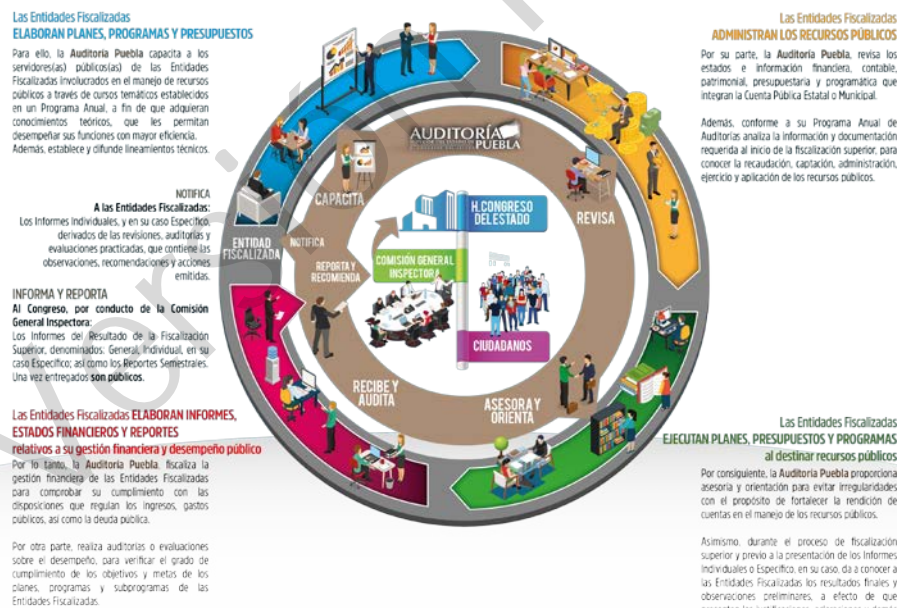 Las Entidades Fiscalizadas
ELABORAN PLANES, PROGRAMAS Y PRESUPUESTOS
Para ello, la Auditoría Puebla capacita a los
servidores(as) públicos(as) de las Entidades
Fiscalizadas involucrados en el manejo de recursos
públicos a través de cursos temáticos establecidos
en un Programa Anual, a fin de que adquieran
conocimientos teóricos, que les permitan
desempeñar sus funciones con mayor eficiencia.
Además, establece y difunde lineamientos técnicos.
NOTIFICA
A las Entidades Fiscalizadas:
Los Informes Individuales, y en su caso Específico,
derivados de las revisiones, auditorías y
evaluaciones practicadas, que contiene las
observaciones, recomendaciones y acciones
emitidas.
INFORMA Y REPORTA
Al Congreso, por conducto de la Comisión
General Inspectora:
Los Informes del Resultado de la Fiscalización
Superior, denominados: General, Individual, en su
caso Específico; así como los Reportes Semestrales.
Una vez entregados son públicos.
Las Entidades Fiscalizadas ELABORAN INFORMES,
ESTADOS FINANCIEROS Y REPORTES
relativos a su gestión financiera y desempeño público
Por lo tanto, la Auditoría Puebla, fiscaliza la
gestión financiera de las Entidades Fiscalizadas
para comprobar su cumplimiento con las
disposiciones que regulan los ingresos, gastos
públicos, así como la deuda pública.
Por otra parte, realiza auditorías o evaluaciones
sobre el desempeño, para verificar el grado de
cumplimiento de los objetivos y metas de los
planes, programas y subprogramas de las
Entidades Fiscalizadas.
AUDITORÍA
PUEBLA
CAPACITA
REVISA
H. CONGRESO
DEL ESTADO
ENTIDAD
FISCALIZADA
NOTIFICA
REPORTA Y
RECOMIENDA
COMISIÓN GENERAL
INSPECTORA
CIUDADANOS
RECIBE Y
AUDITA
ASESORA Y
ORIENTA
Las Entidades Fiscalizadas
ADMINISTRAN LOS RECURSOS PÚBLICOS
Por su parte, la Auditoría Puebla, revisa los
estados e información financiera, contable,
patrimonial, presupuestaria y programática que
integran la Cuenta Pública Estatal o Municipal.
Además, conforme a su Programa Anual de
Auditorías analiza la información y documentación
requerida al inicio de la fiscalización superior, para
conocer la recaudación, captación, administración,
ejercicio y aplicación de los recursos públicos.
Las Entidades Fiscalizadas
EJECUTAN PLANES, PRESUPUESTOS Y PROGRAMAS
al destinar recursos públicos
Por consiguiente, la Auditoría Puebla proporciona
asesoría y orientación para evitar irregularidades
con el propósito de fortalecer la rendición de
cuentas en el manejo de los recursos públicos.
Asimismo, durante el proceso de fiscalización
superior y previo a la presentación de los Informes
Individuales o Específico, en su caso, da a conocer a
las Entidades Fiscalizadas los resultados finales y
observaciones preliminares, a efecto de que